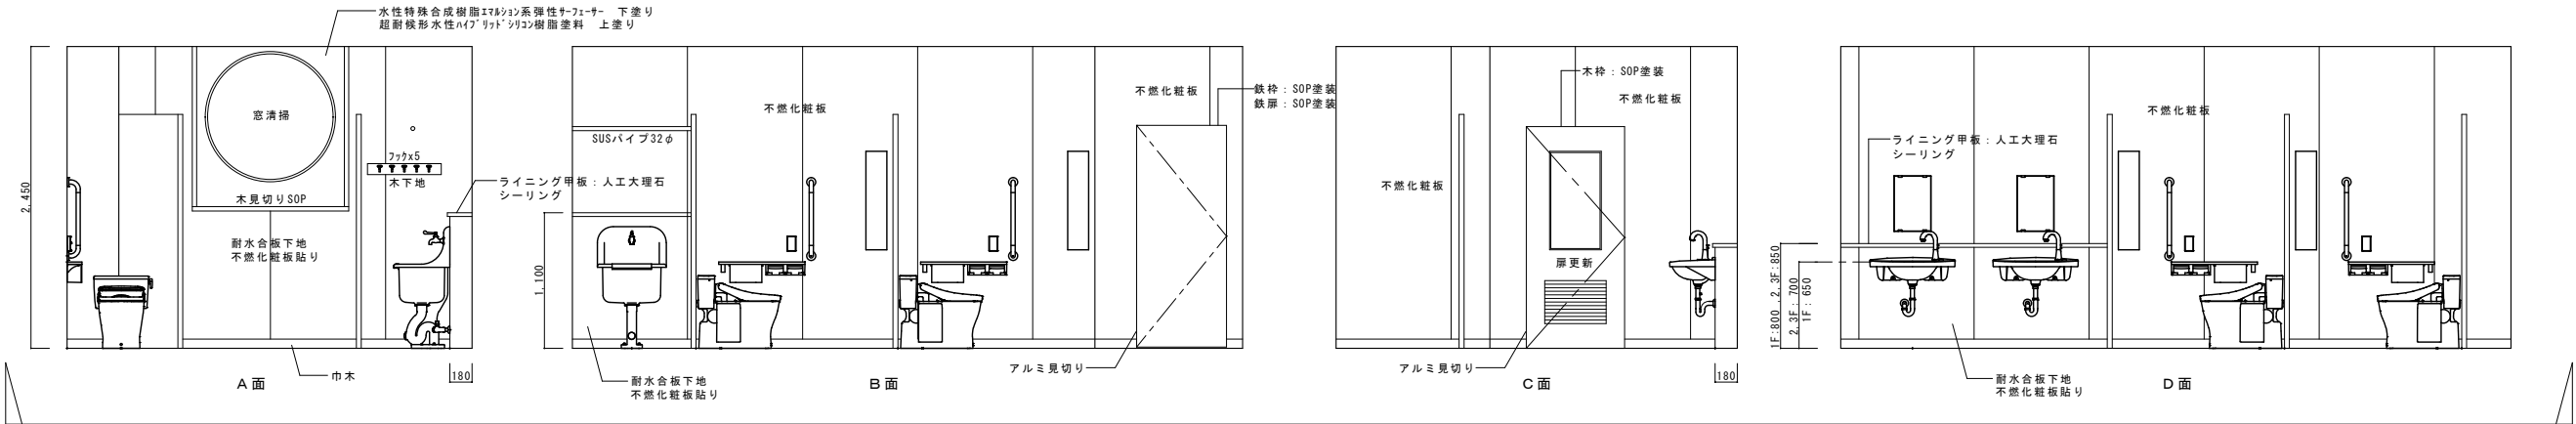 水性特殊合成樹脂ｴﾏﾙｼｮﾝ系弾性ｻｰﾌｪｰｻｰ　下塗り
超耐候形水性ﾊｲﾌﾞﾘｯﾄﾞｼﾘｺﾝ樹脂塗料　上塗り
2,450
窓清掃
木見切りSOP
ﾌｯｸx5
木下地
ライニング甲板：人工大理石
シーリング
耐水合板下地
不燃化粧板貼り
巾木
180
A面
SUSパイプ32φ
不燃化粧板
不燃化粧板
鉄枠：SOP塗装
鉄扉：SOP塗装
1,100
耐水合板下地
不燃化粧板貼り
アルミ見切り
B面
木枠：SOP塗装
不燃化粧板
不燃化粧板
扉更新
アルミ見切り
180
C面
ライニング甲板：人工大理石
シーリング
不燃化粧板
1F:800 ,2.3F:850
2.3F：700
1F：650
耐水合板下地
不燃化粧板貼り
D面